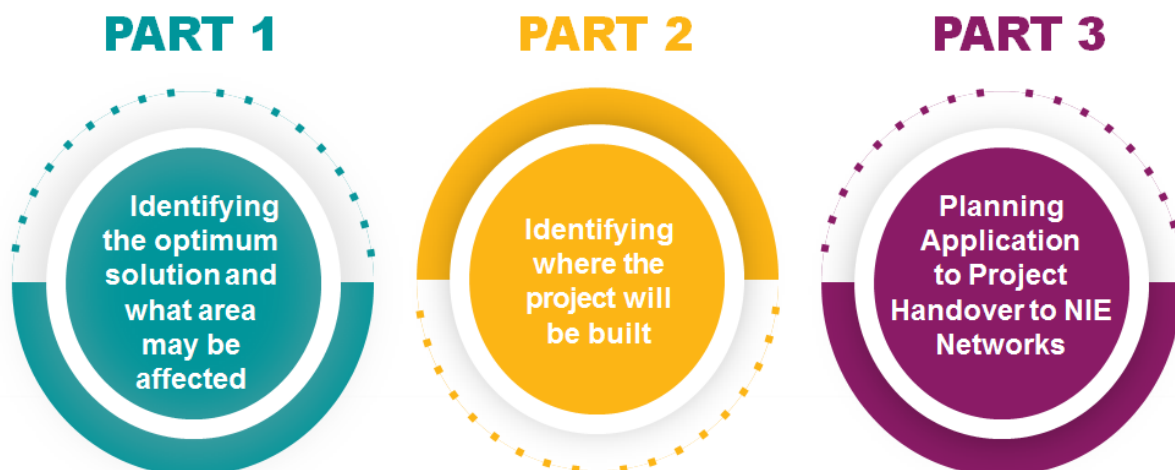 PART 1
Identifying
the optimum
solution and
what area
may be
affected
PART 2
Identifying
where the
project will
be built
PART 3
Planning
Application
to Project
Handover to NIE
Networks